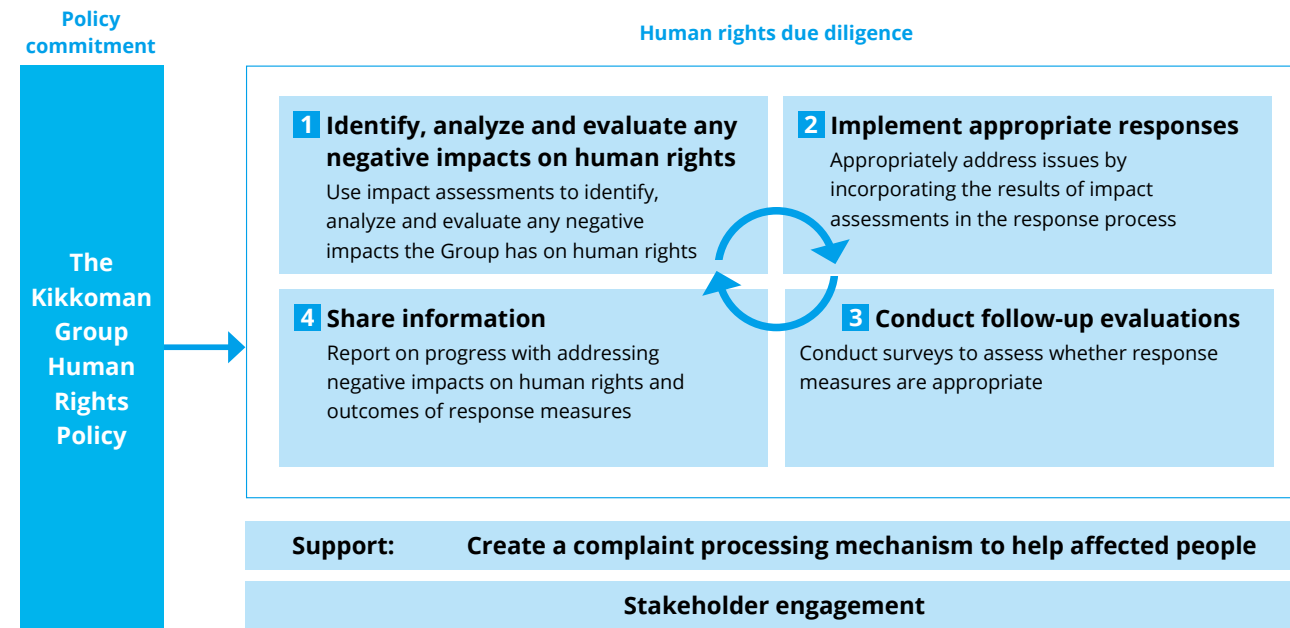 Policy
commitment
Human rights due diligence
The
Kikkoman
Group
Human
Rights
Policy
1 Identify, analyze and evaluate any
negative impacts on human rights
Use impact assessments to identify,
analyze and evaluate any negative
impacts the Group has on human rights
2 Implement appropriate responses
Appropriately address issues by
incorporating the results of impact
assessments in the response process
3 Conduct follow-up evaluations
Conduct surveys to assess whether response
measures are appropriate
4 Share information
Report on progress with addressing
negative impacts on human rights and
outcomes of response measures
Support: Create a complaint processing mechanism to help affected people
Stakeholder engagement